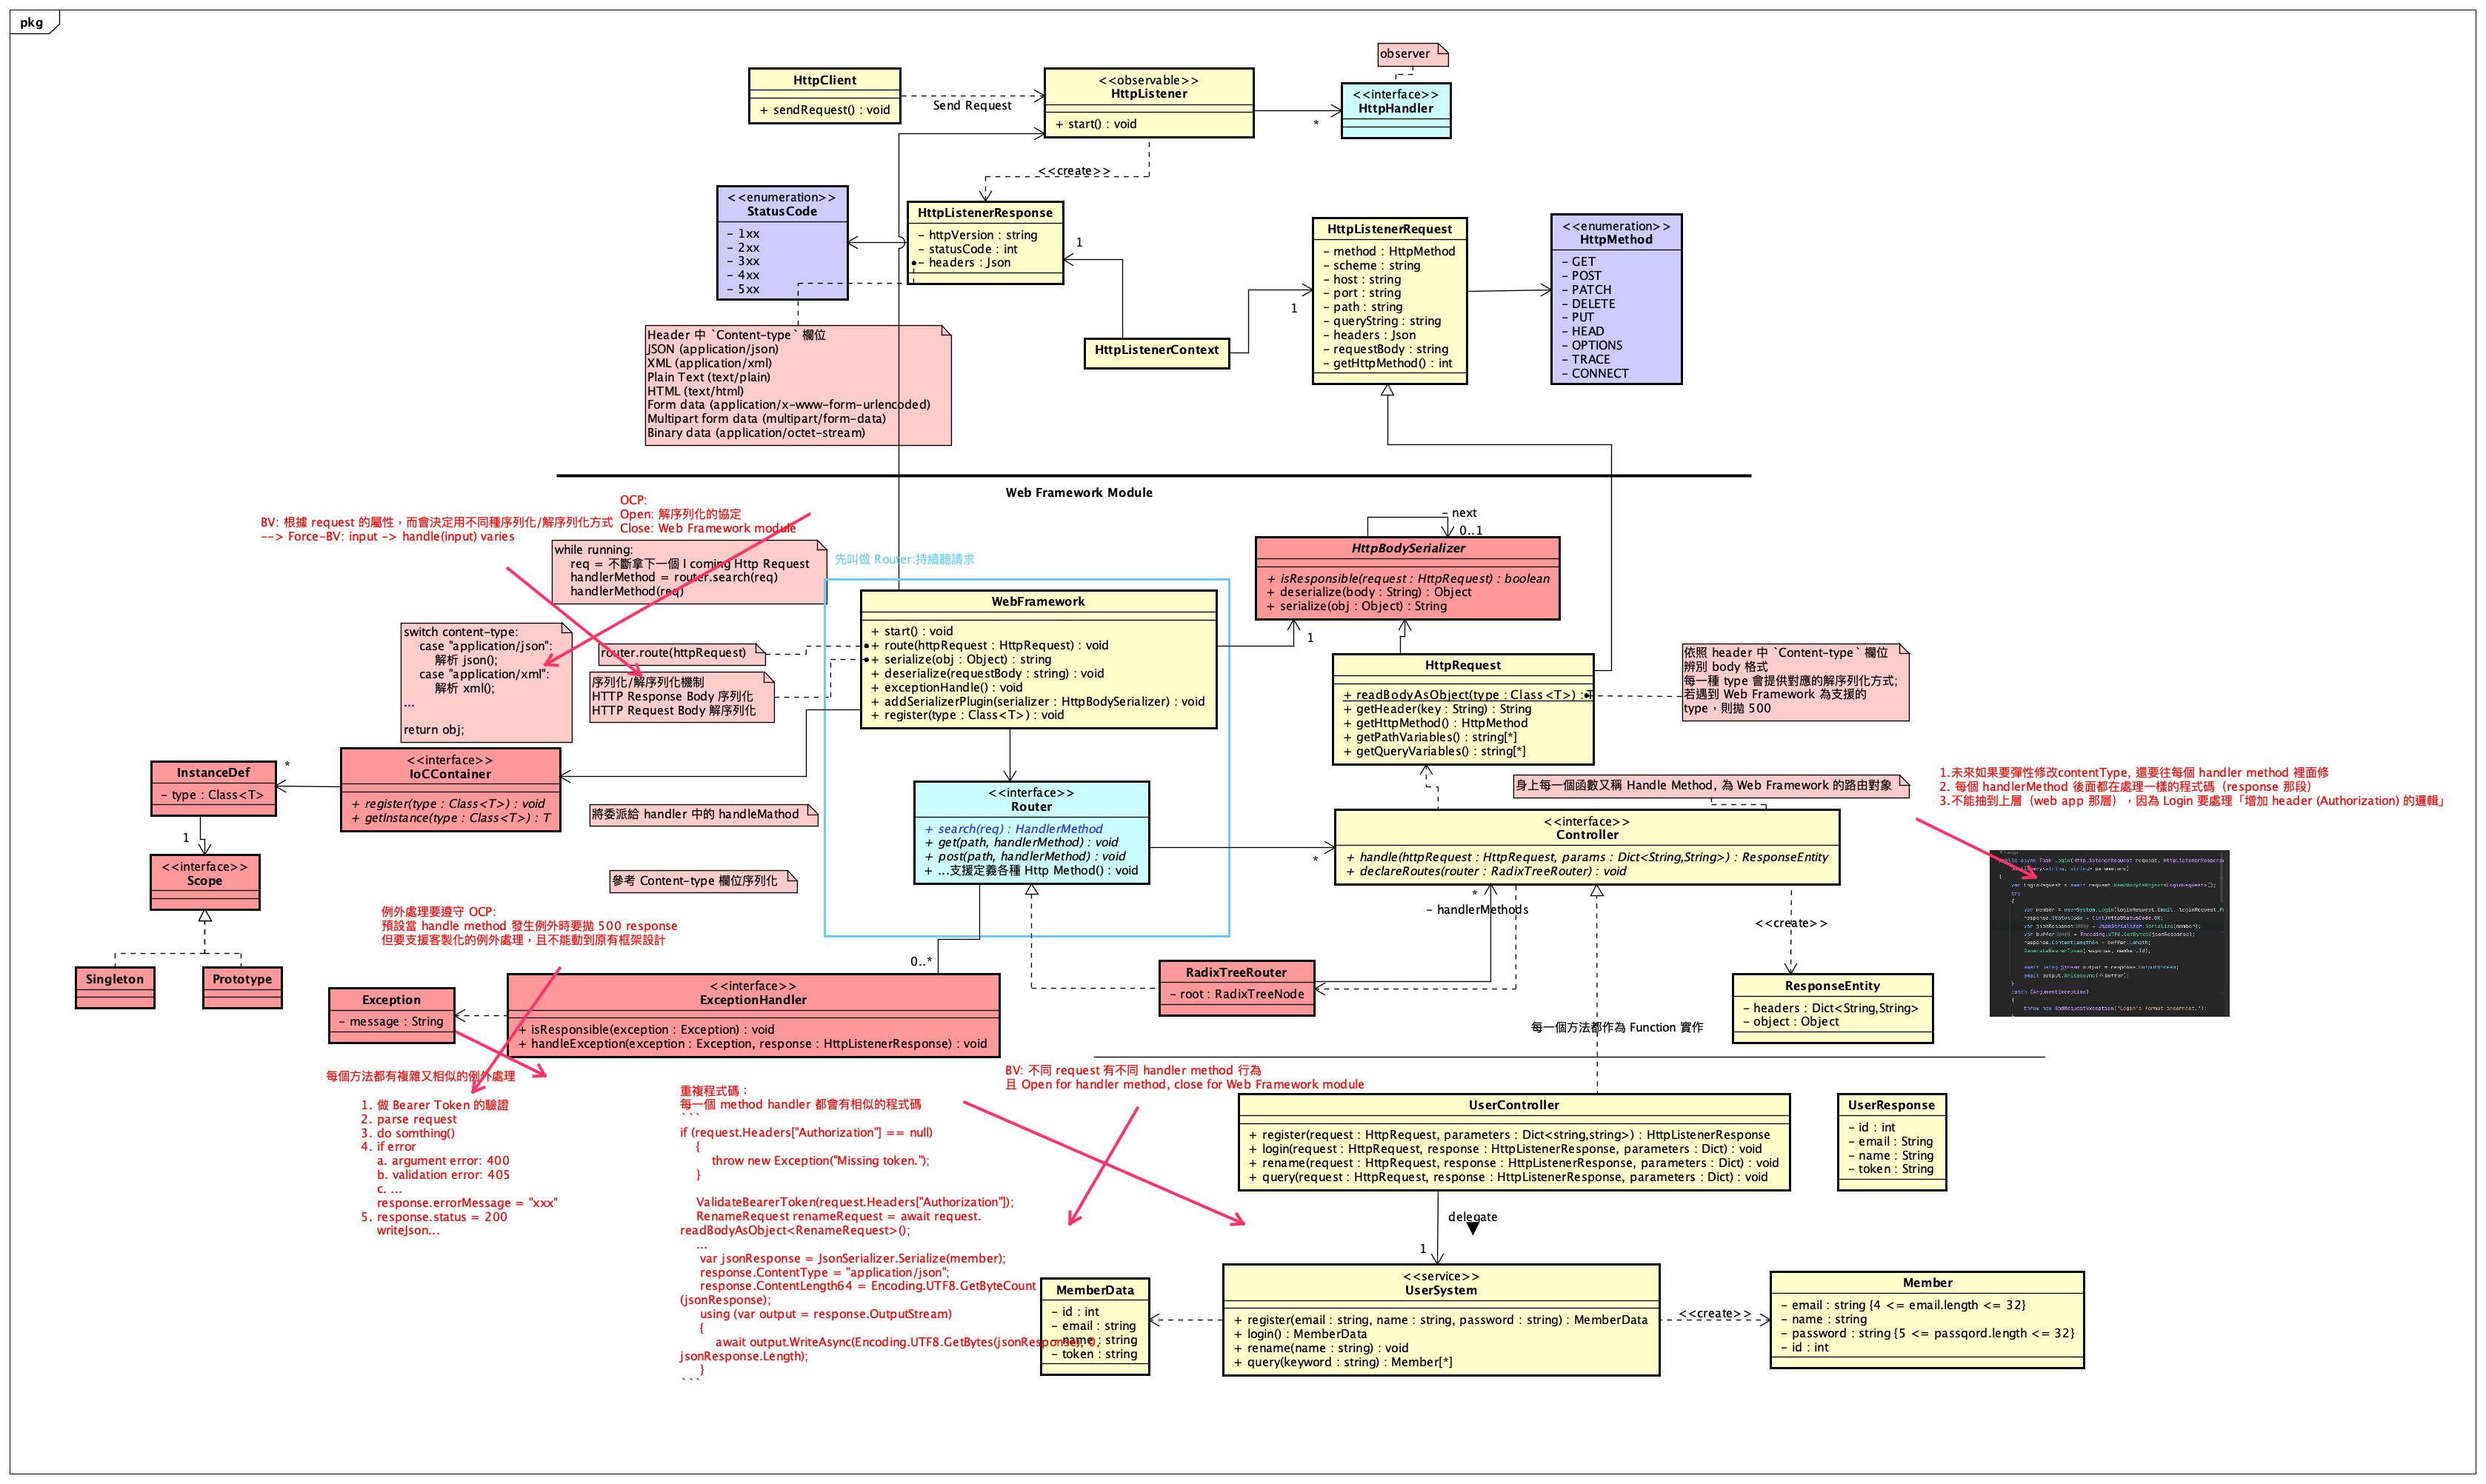 pkg
observer
HttpClient
+ sendRequest() : void
Send Request
<<observable>>
HttpListener
+ start() : void
<<interface>>
HttpHandler
*
<<create>>
<<enumeration>>
StatusCode
- 1xx
- 2xx
- 3xx
- 4xx
- 5xx
HttpListenerResponse
- httpVersion : string
- statusCode : int
- headers : Json
1
HttpListenerContext
1
HttpListenerRequest
- method : HttpMethod
- scheme : string
- host : string
- port : string
- path : string
- queryString : string
- headers : Json
- requestBody : string
- getHttpMethod() : int
<<enumeration>>
HttpMethod
- GET
- POST
- PATCH
- DELETE
- PUT
- HEAD
- OPTIONS
- TRACE
- CONNECT
Header 中 `Content-type` 欄位
JSON (application/json)
XML (application/xml)
Plain Text (text/plain)
HTML (text/html)
Form data (application/x-www-form-urlencoded)
Multipart form data (multipart/form-data)
Binary data (application/octet-stream)
Web Framework Module
OCP:
Open: 解序列化的協定
Close: Web Framework module
BV: 根據 request 的屬性，而會決定用不同種序列化/解序列化方式
--> Force-BV: input -> handle(input) varies
while running:
req = 不斷拿下一個 I coming Http Request
handlerMethod = router.search(req)
handlerMethod(req)
先叫做 Router:持續聽請求
- next
0..1
HttpBodySerializer
+ isResponsible(request : HttpRequest) : boolean
+ deserialize(body : String) : Object
+ serialize(obj : Object) : String
1
switch content-type:
case "application/json":
解析 json();
case "application/xml":
解析 xml();
...
return obj;
router.route(httpRequest)
序列化/解序列化機制
HTTP Response Body 序列化
HTTP Request Body 解序列化
WebFramework
+ start() : void
+ route(httpRequest : HttpRequest) : void
+ serialize(obj : Object) : string
+ deserialize(requestBody : string) : void
+ exceptionHandle() : void
+ addSerializerPlugin(serializer : HttpBodySerializer) : void
+ register(type : Class<T>) : void
HttpRequest
+ readBodyAsObject(type : Class<T>) : T
+ getHeader(key : String) : String
+ getHttpMethod() : HttpMethod
+ getPathVariables() : string[*]
+ getQueryVariables() : string[*]
依照 header 中 `Content-type` 欄位
辨別 body 格式
每一種 type 會提供對應的解序列化方式;
若遇到 Web Framework 為支援的
type，則拋 500
InstanceDef
- type : Class<T>
*
<<interface>>
IoCContainer
+ register(type : Class<T>) : void
+ getInstance(type : Class<T>) : T
1
<<interface>>
Scope
Singleton
Prototype
將委派給 handler 中的 handleMathod
參考 Content-type 欄位序列化
<<interface>>
Router
+ search(req) : HandlerMethod
+ get(path, handlerMethod) : void
+ post(path, handlerMethod) : void
+ ...支援定義各種 Http Method() : void
*
身上每一個函數又稱 Handle Method, 為 Web Framework 的路由對象
<<interface>>
Controller
+ handle(httpRequest : HttpRequest, params : Dict<String,String>) : ResponseEntity
+ declareRoutes(router : RadixTreeRouter) : void
1.未來如果要彈性修改contentType, 還要往每個 handler method 裡面修
2. 每個 handlerMethod 後面都在處理一樣的程式碼（response 那段）
3.不能抽到上層（web app 那層），因為 Login 要處理「增加 header (Authorization) 的邏輯」
*
- handlerMethods
<<create>>
例外處理要遵守 OCP:
預設當 handle method 發生例外時要拋 500 response
但要支援客製化的例外處理，且不能動到原有框架設計
0..*
Exception
- message : String
<<interface>>
ExceptionHandler
+ isResponsible(exception : Exception) : void
+ handleException(exception : Exception, response : HttpListenerResponse) : void
RadixTreeRouter
- root : RadixTreeNode
ResponseEntity
- headers : Dict<String,String>
- object : Object
每一個方法都作為 Function 實作
每個方法都有複雜又相似的例外處理
1. 做 Bearer Token 的驗證
2. parse request
3. do somthing()
4. if error
a. argument error: 400
b. validation error: 405
c. ...
response.errorMessage = "xxx"
5. response.status = 200
writeJson...
重複程式碼：
每一個 method handler 都會有相似的程式碼
```
if (request.Headers["Authorization"] == null)
{
throw new Exception("Missing token.");
}
ValidateBearerToken(request.Headers["Authorization"]);
RenameRequest renameRequest = await request.
readBodyAsObject<RenameRequest>();
...
var jsonResponse = JsonSerializer.Serialize(member);
response.ContentType = "application/json";
response.ContentLength64 = Encoding.UTF8.GetByteCount
(jsonResponse);
using (var output = response.OutputStream)
{
await output.WriteAsync(Encoding.UTF8.GetBytes(jsonResponse), 0,
jsonResponse.Length);
}
```
BV: 不同 request 有不同 handler method 行為
且 Open for handler method, close for Web Framework module
UserController
+ register(request : HttpRequest, parameters : Dict<string,string>) : HttpListenerResponse
+ login(request : HttpRequest, response : HttpListenerResponse, parameters : Dict) : void
+ rename(request : HttpRequest, response : HttpListenerResponse, parameters : Dict) : void
+ query(request : HttpRequest, response : HttpListenerResponse, parameters : Dict) : void
UserResponse
- id : int
- email : String
- name : String
- token : String
delegate
1
MemberData
- id : int
- email : string
- name : string
- token : string
<<service>>
UserSystem
+ register(email : string, name : string, password : string) : MemberData
+ login() : MemberData
+ rename(name : string) : void
+ query(keyword : string) : Member[*]
<<create>>
Member
- email : string {4 <= email.length <= 32}
- name : string
- password : string {5 <= passqord.length <= 32}
- id : int